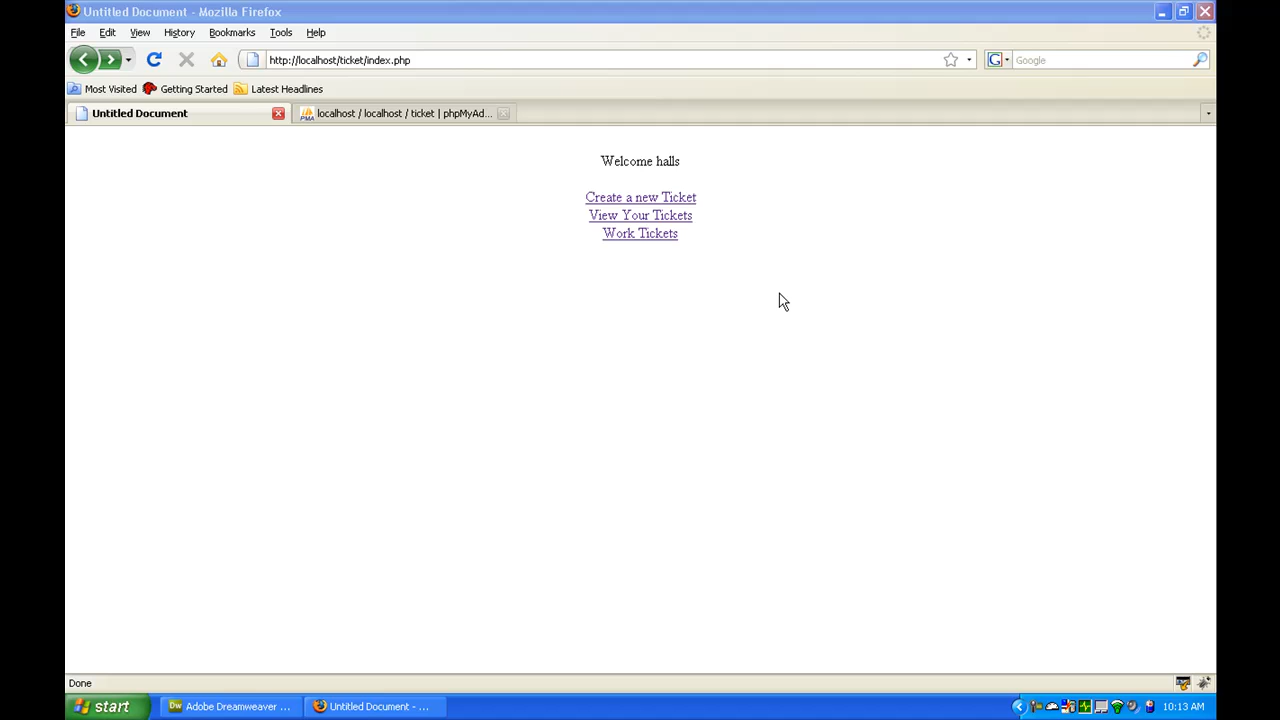 Untitled Document - Mozilla Firefox
File Edit View History Bookmarks Tools Help
http://localhost/ticket/index.php
G Google
Most Visited Getting Started Latest Headlines
Untitled Document
PMA localhost / localhost / ticket | phpMyAd...
Welcome halls
Create a new Ticket
View Your Tickets
Work Tickets
Done
start Dw Adobe Dreamweaver ... Untitled Document - ... 10:13 AM